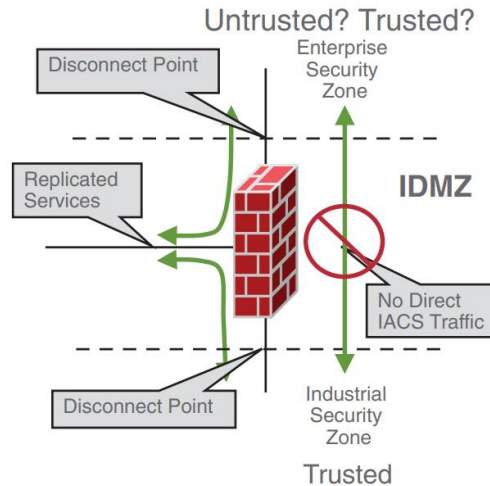 Untrusted? Trusted?
Disconnect Point
Enterprise
Security
Zone
Replicated
Services
IDMZ
No Direct
IACS Traffic
Disconnect Point
Industrial
Security
Zone
Trusted